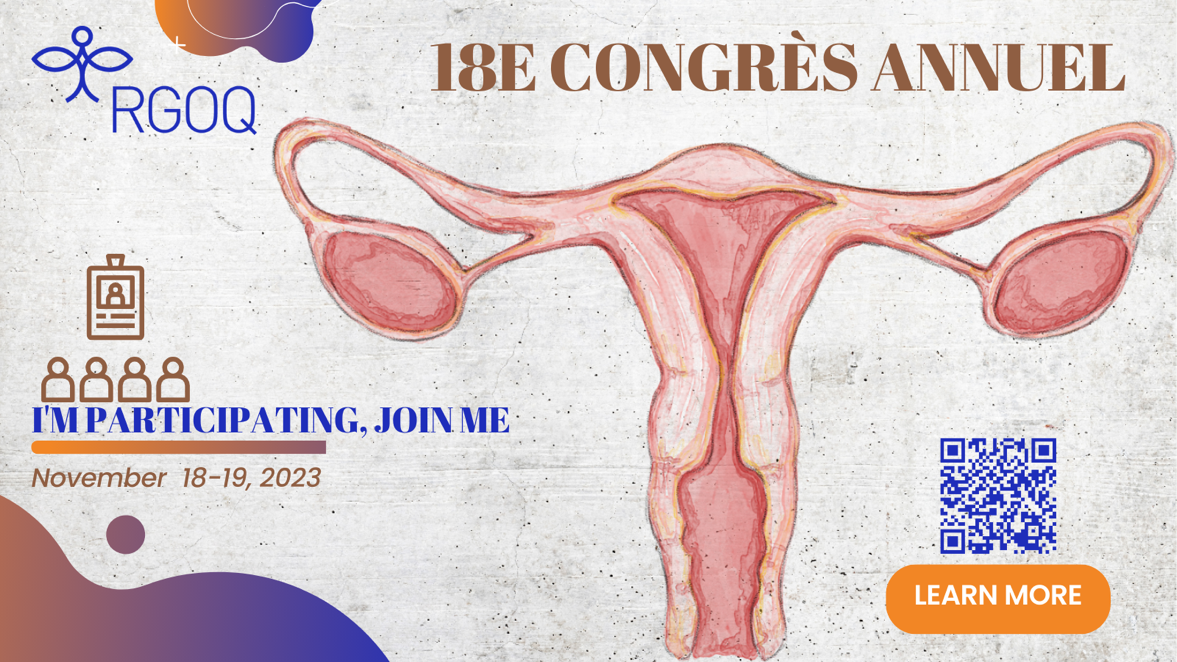 RGOQ
18E CONGRÈS ANNUEL
I'M PARTICIPATING, JOIN ME
November 18-19, 2023
LEARN MORE